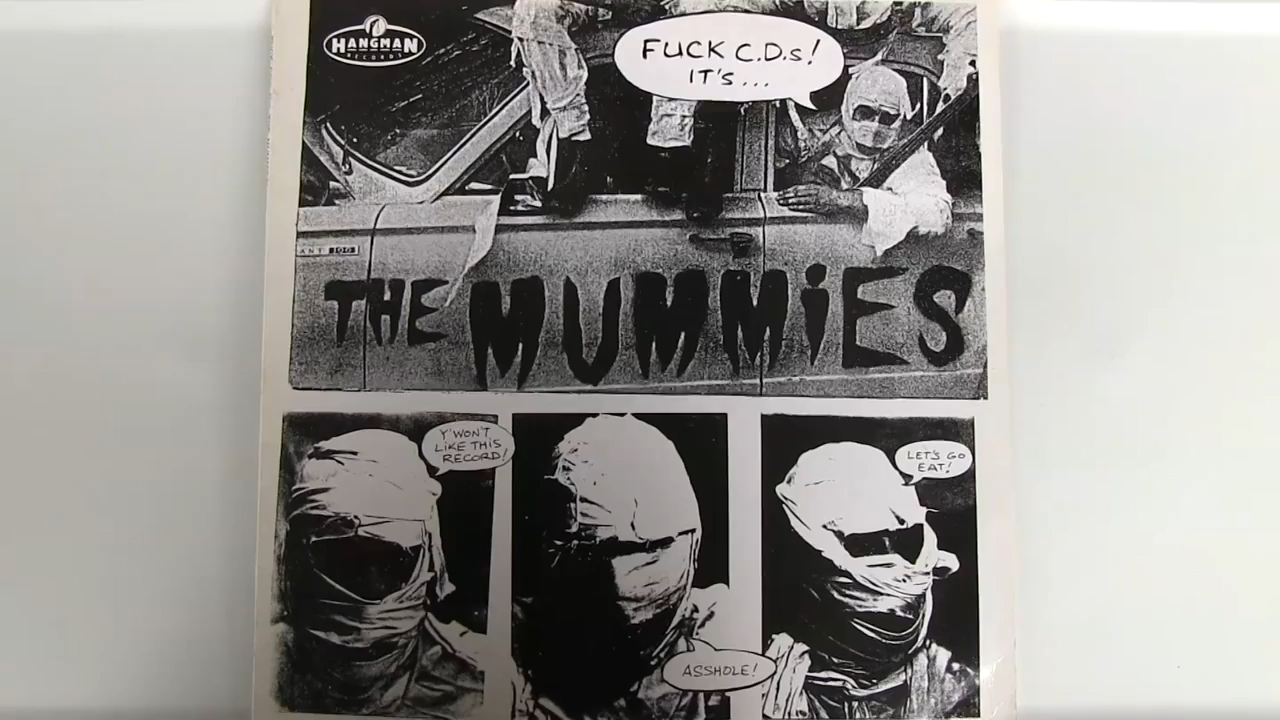 HANGMAN
RECORDS
FUCK C.D.s!
IT'S...
THE MUMMiES
Y'WON'T
LIKE THIS
RECORD!
ASSHOLE!
LET'S GO
EAT!